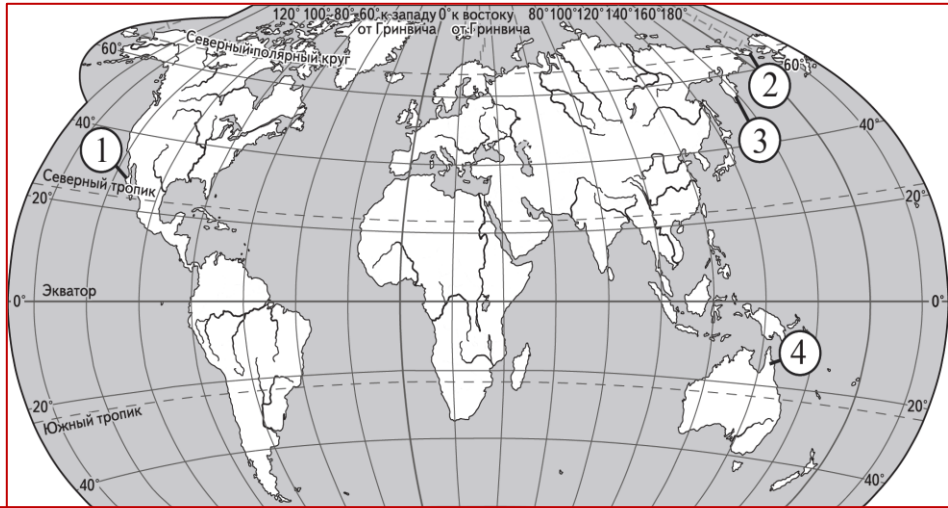 120° 100° 80° 60° к западу 0° к востоку 80° 100° 120° 140° 160° 180°
от Гринвича от Гринвича
60°
Северный полярный круг
60°
2
40°
3
40°
1
Северный тропик
20°
20°
Экватор
0°
0°
4
20°
20°
Южный тропик
40°
40°